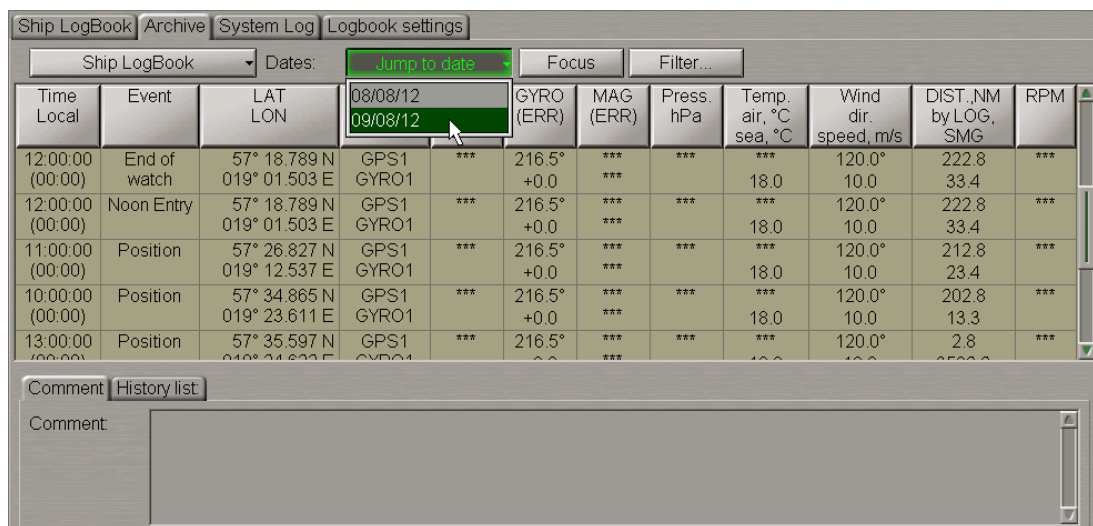 Ship LogBook Archive System Log Logbook settings
Ship LogBook Dates: Jump to date Focus Filter...
08/08/12
09/08/12
Time Event LAT GYRO MAG Press. Temp. Wind DIST.,NM RPM
Local LON (ERR) (ERR) hPa air, °C dir. by LOG,
sea, °C speed, m/s SMG
12:00:00 End of 57° 18.789 N GPS1 *** 216.5° *** *** *** 120.0° 222.8 ***
(00:00) watch 019° 01.503 E GYRO1 +0.0 *** 18.0 10.0 33.4
12:00:00 Noon Entry 57° 18.789 N GPS1 *** 216.5° *** *** *** 120.0° 222.8 ***
(00:00) 019° 01.503 E GYRO1 +0.0 *** 18.0 10.0 33.4
11:00:00 Position 57° 26.827 N GPS1 *** 216.5° *** *** *** 120.0° 212.8 ***
(00:00) 019° 12.537 E GYRO1 +0.0 *** 18.0 10.0 23.4
10:00:00 Position 57° 34.865 N GPS1 *** 216.5° *** *** *** 120.0° 202.8 ***
(00:00) 019° 23.611 E GYRO1 +0.0 *** 18.0 10.0 13.3
13:00:00 Position 57° 35.597 N GPS1 *** 216.5° *** *** *** 120.0° 2.8 ***
Comment History list:
Comment: